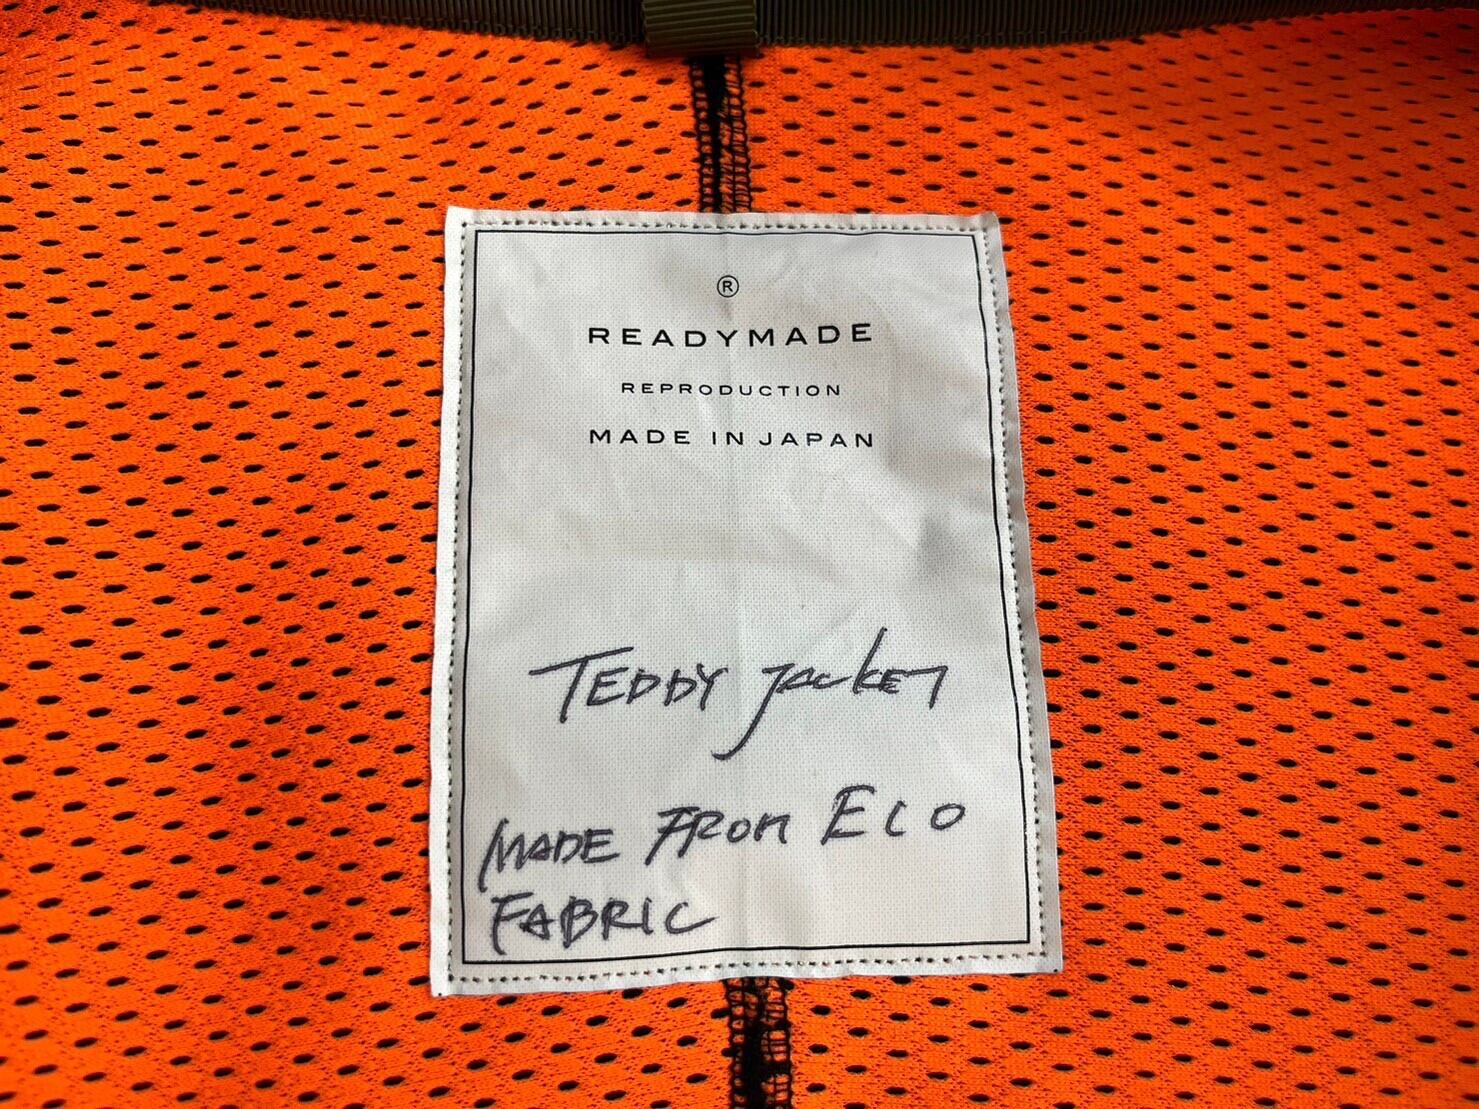 ®
READYMADE
REPRODUCTION
MADE IN JAPAN
TEDDY JACKET
MADE FROM ECO
FABRIC